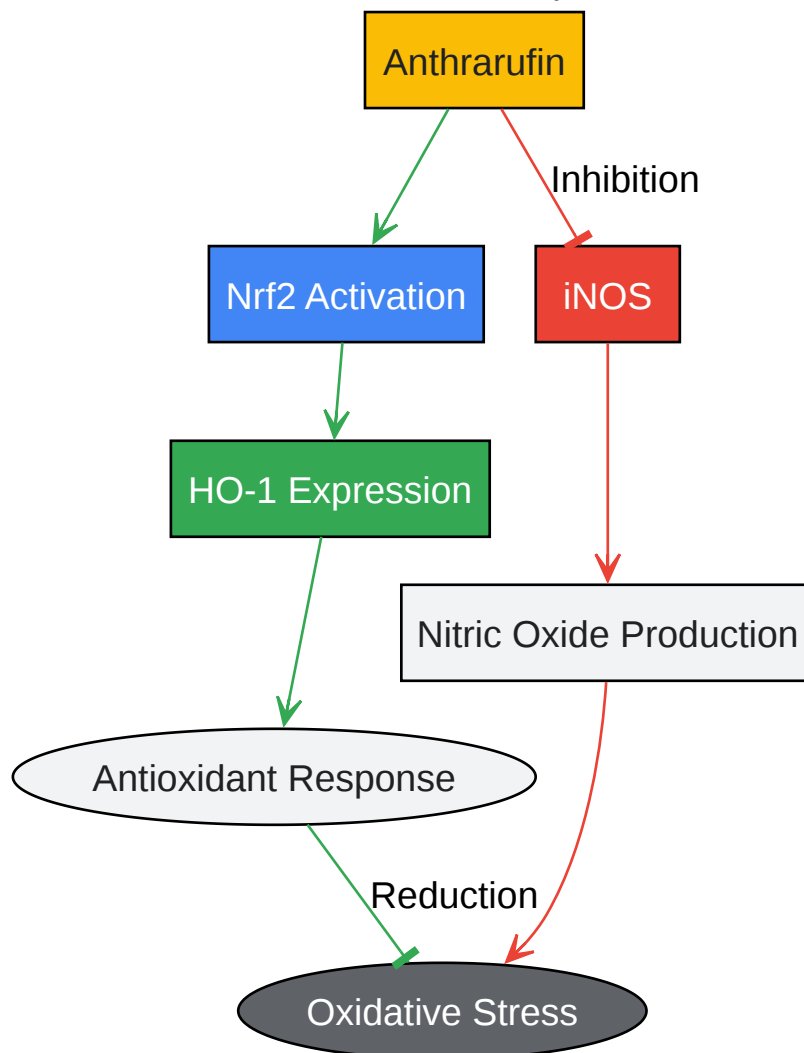 Anthrarufin
Inhibition
Nrf2 Activation
iNOS
HO-1 Expression
Nitric Oxide Production
Antioxidant Response
Reduction
Oxidative Stress